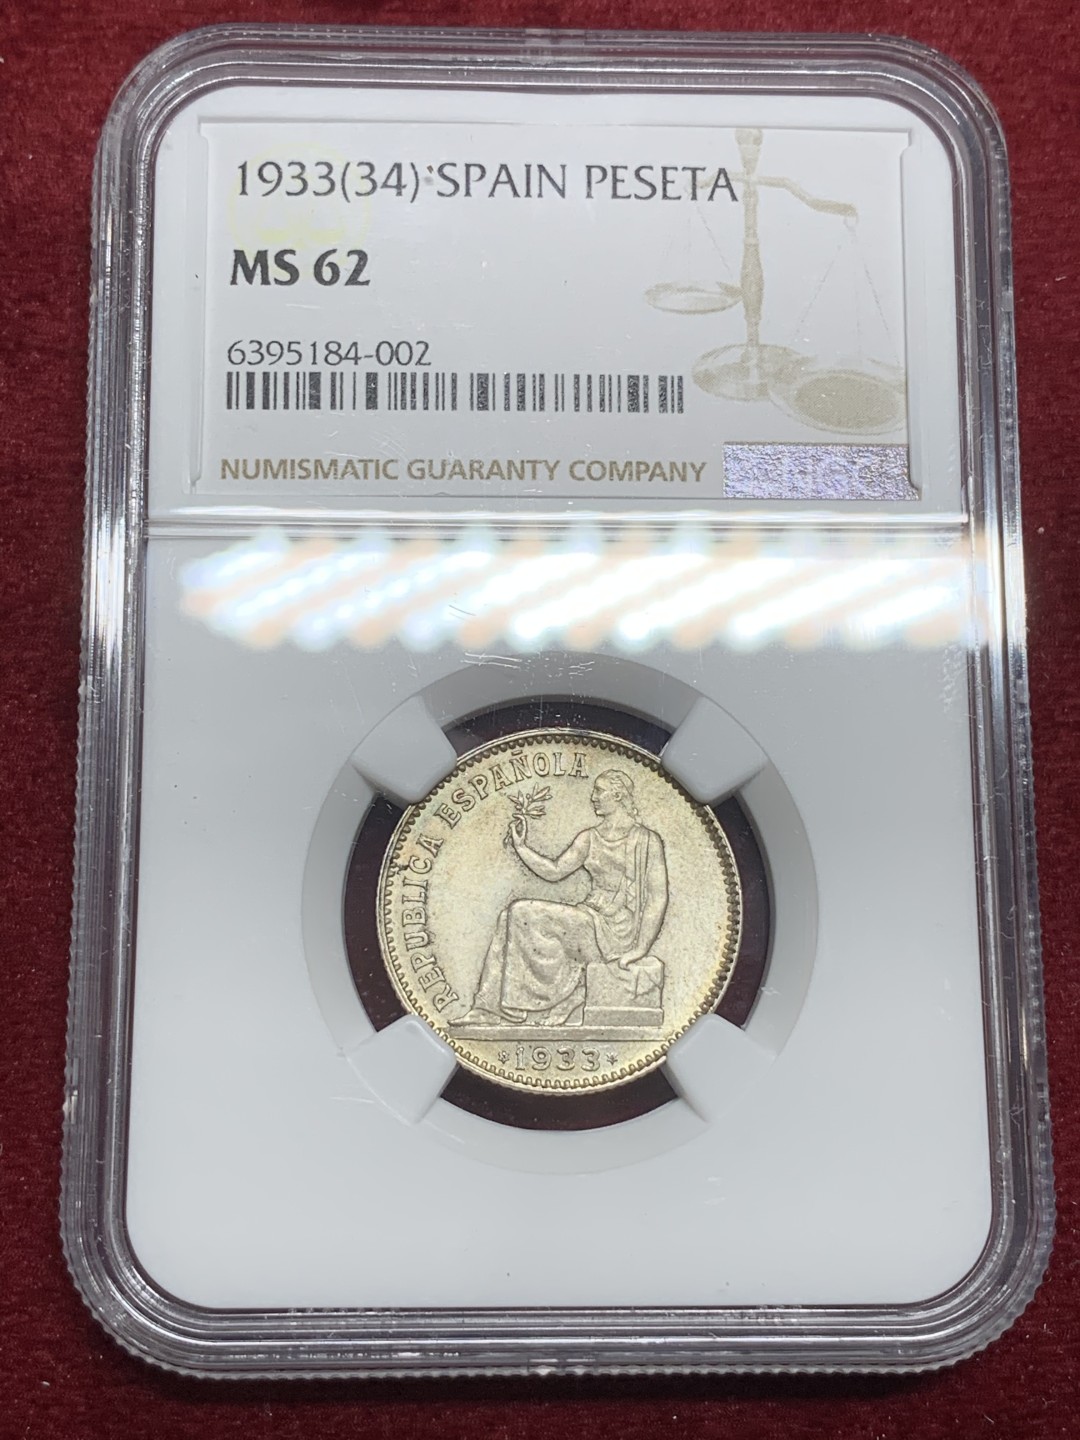 1933(34) SPAIN PESETA
MS 62
6395184-002
NUMISMATIC GUARANTY COMPANY
REPUBLICA ESPAÑOLA
*1933*